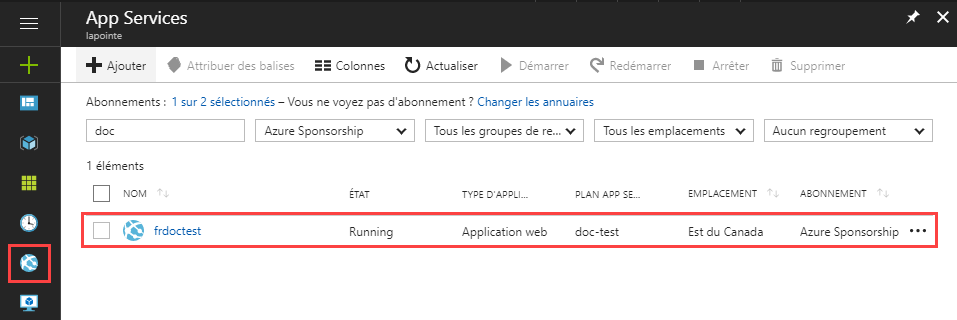 App Services
lapointe
Ajouter Attribuer des balises Colonnes Actualiser Démarrer Redémarrer Arrêter Supprimer
Abonnements : 1 sur 2 sélectionnés – Vous ne voyez pas d'abonnement ? Changer les annuaires
doc Azure Sponsorship Tous les groupes de re... Tous les emplacements Aucun regroupement
1 éléments
NOM ÉTAT TYPE D'APPLI... PLAN APP SE... EMPLACEMENT ABONNEMENT
frdoctest Running Application web doc-test Est du Canada Azure Sponsorship